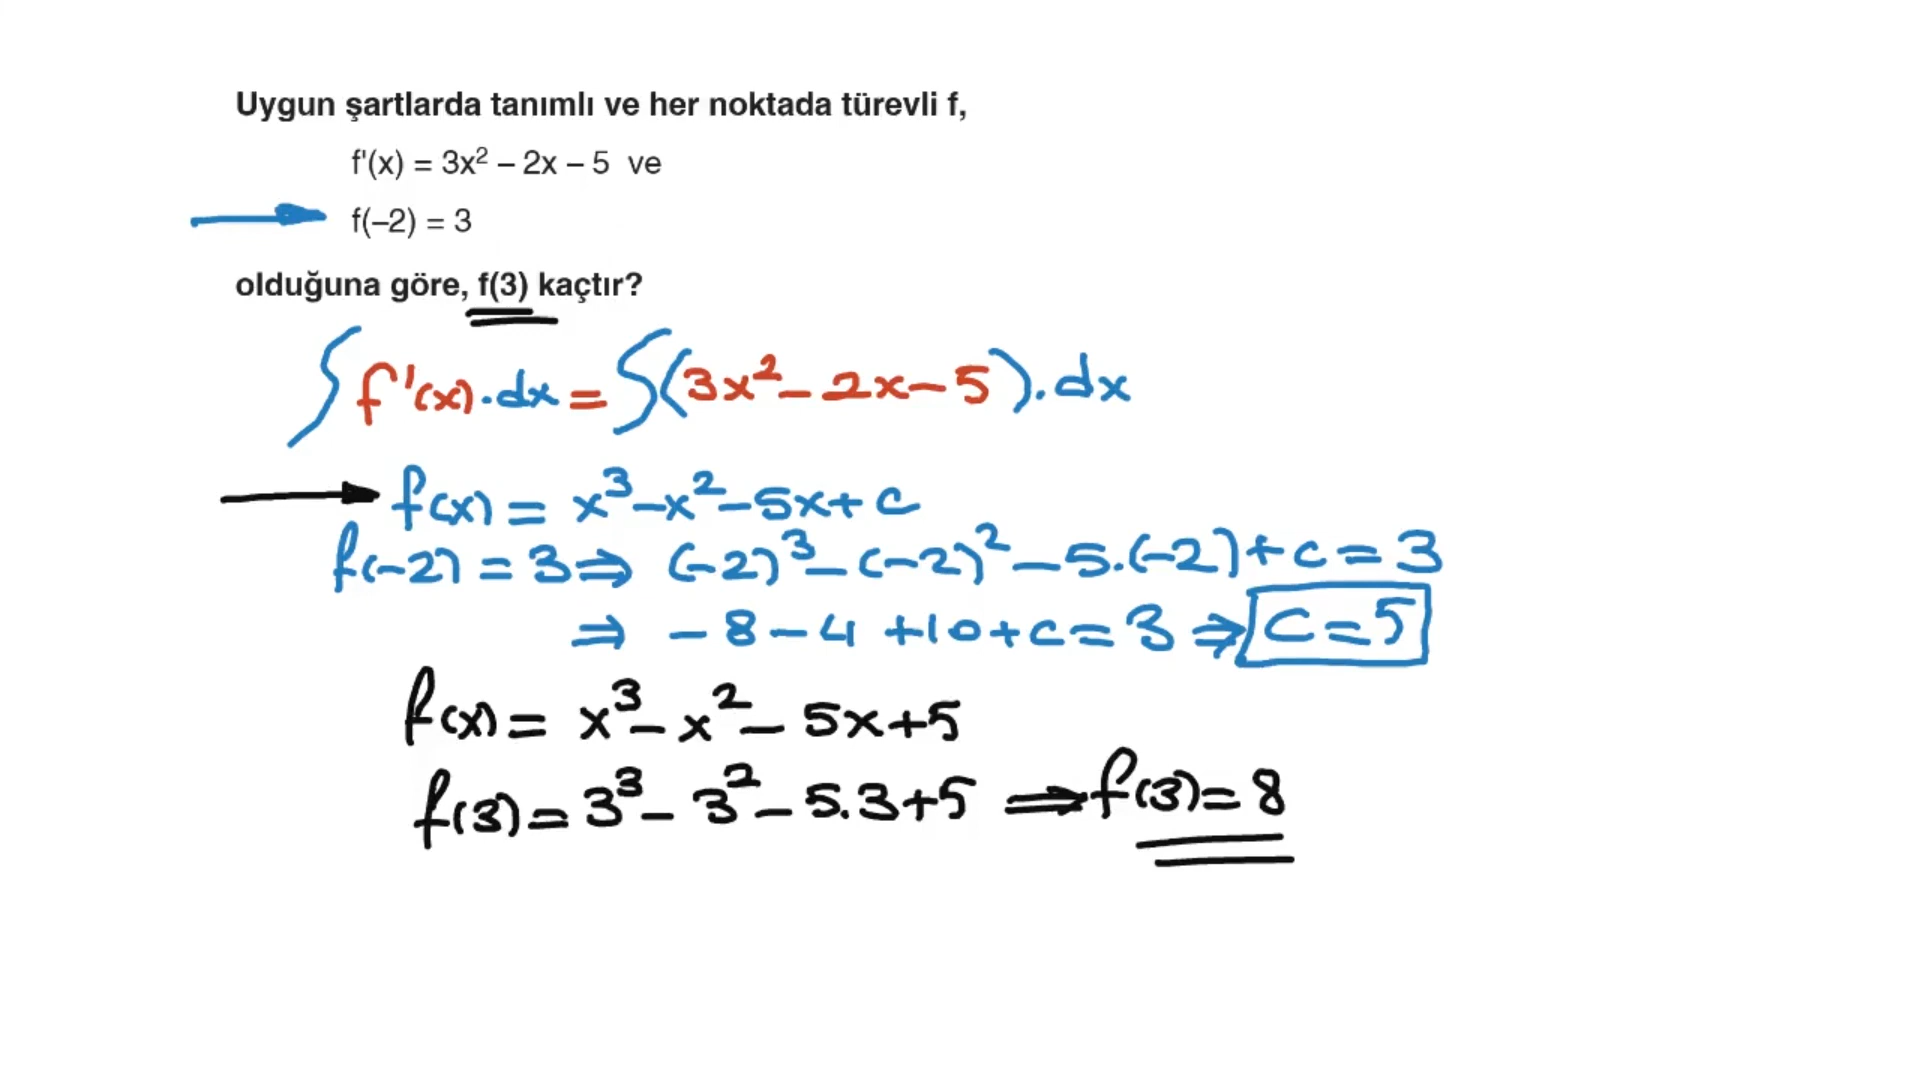 Uygun şartlarda tanımlı ve her noktada türevli f,
f'(x) = 3x² – 2x – 5 ve
f(–2) = 3
olduğuna göre, f(3) kaçtır?
∫ f'(x).dx = ∫(3x² – 2x – 5).dx
f(x) = x³ – x² – 5x + c
f(–2) = 3 ⇒ (–2)³ – (–2)² – 5.(–2) + c = 3
⇒ – 8 – 4 + 10 + c = 3 ⇒ c = 5
f(x) = x³ – x² – 5x + 5
f(3) = 3³ – 3² – 5.3 + 5 ⇒ f(3) = 8